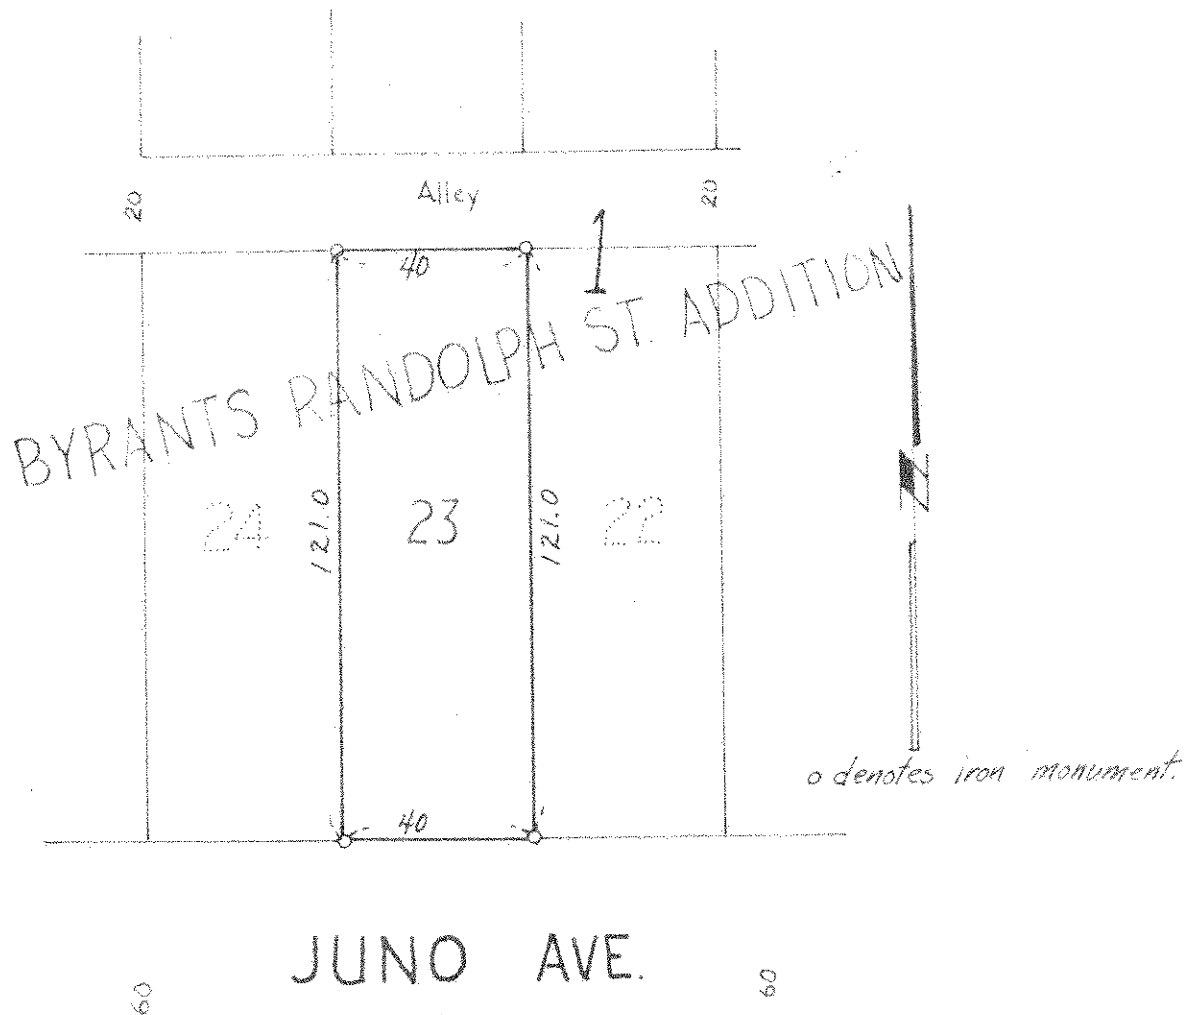 Alley
20
20
1
40
BYRANTS RANDOLPH ST. ADDITION
N
24
121.0
23
121.0
22
o denotes iron monument.
40
JUNO AVE.
60
60